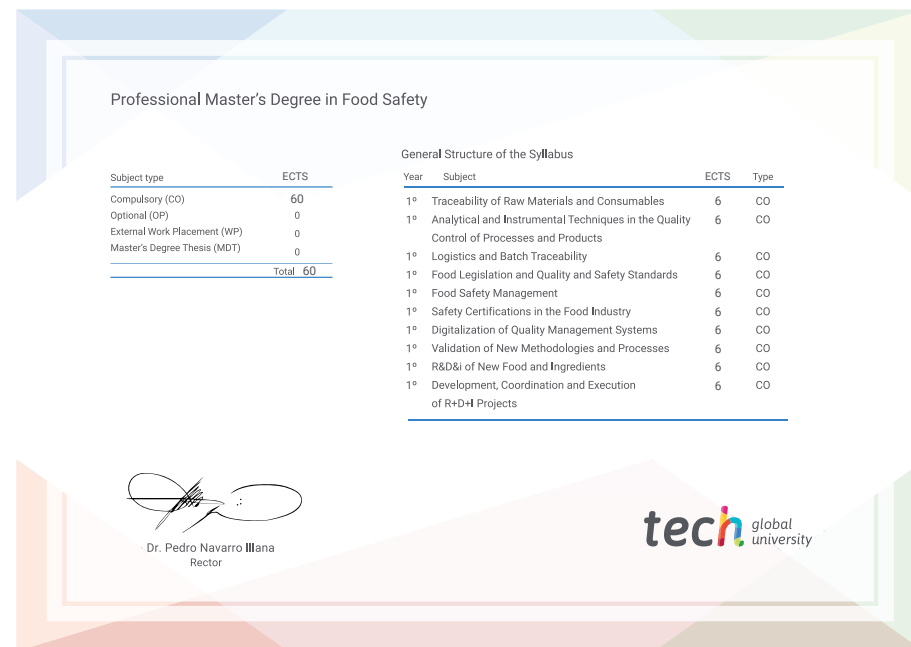 Professional Master's Degree in Food Safety
Subject type ECTS
Compulsory (CO) 60
Optional (OP) 0
External Work Placement (WP) 0
Master's Degree Thesis (MDT) 0
Total 60
General Structure of the Syllabus
Year Subject ECTS Type
1º Traceability of Raw Materials and Consumables 6 CO
1º Analytical and Instrumental Techniques in the Quality 6 CO
Control of Processes and Products
1º Logistics and Batch Traceability 6 CO
1º Food Legislation and Quality and Safety Standards 6 CO
1º Food Safety Management 6 CO
1º Safety Certifications in the Food Industry 6 CO
1º Digitalization of Quality Management Systems 6 CO
1º Validation of New Methodologies and Processes 6 CO
1º R&D&i of New Food and Ingredients 6 CO
1º Development, Coordination and Execution 6 CO
of R+D+I Projects
Dr. Pedro Navarro Illana
Rector
tech global
university